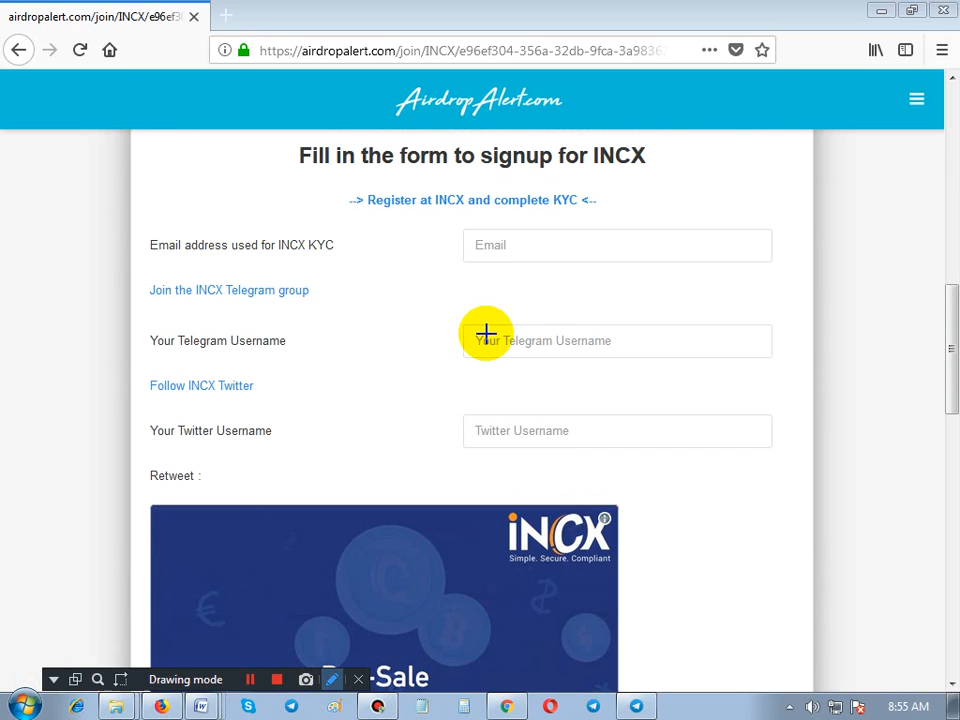 airdropalert.com/join/INCX/e96ef3
https://airdropalert.com/join/INCX/e96ef304-356a-32db-9fca-3a9836
AirdropAlert.com
Fill in the form to signup for INCX
--> Register at INCX and complete KYC <--
Email address used for INCX KYC
Email
Join the INCX Telegram group
Your Telegram Username
Your Telegram Username
Follow INCX Twitter
Your Twitter Username
Twitter Username
Retweet :
iNCX
Simple. Secure. Compliant
-Sale
Drawing mode
8:55 AM